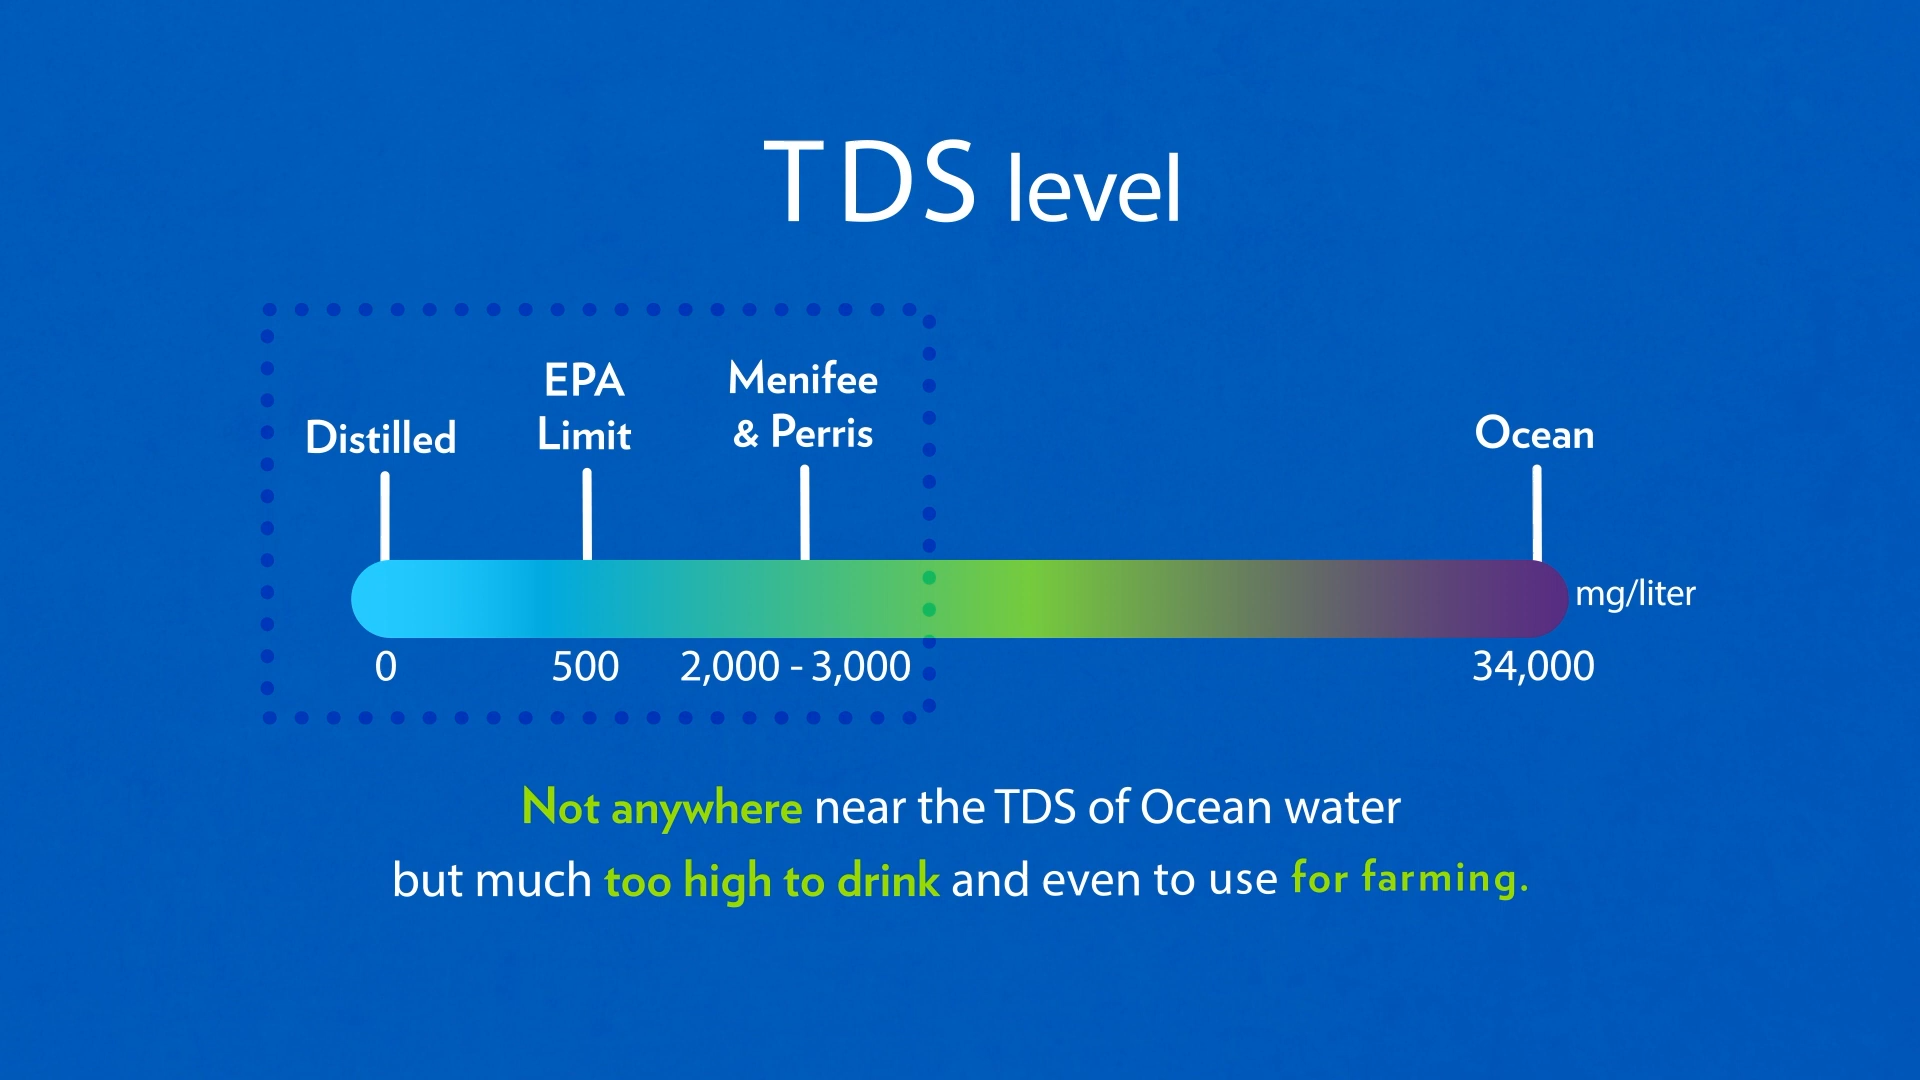 TDS level
Distilled
EPA
Limit
Menifee
& Perris
Ocean
mg/liter
0
500
2,000 - 3,000
34,000
Not anywhere near the TDS of Ocean water
but much too high to drink and even to use for farming.